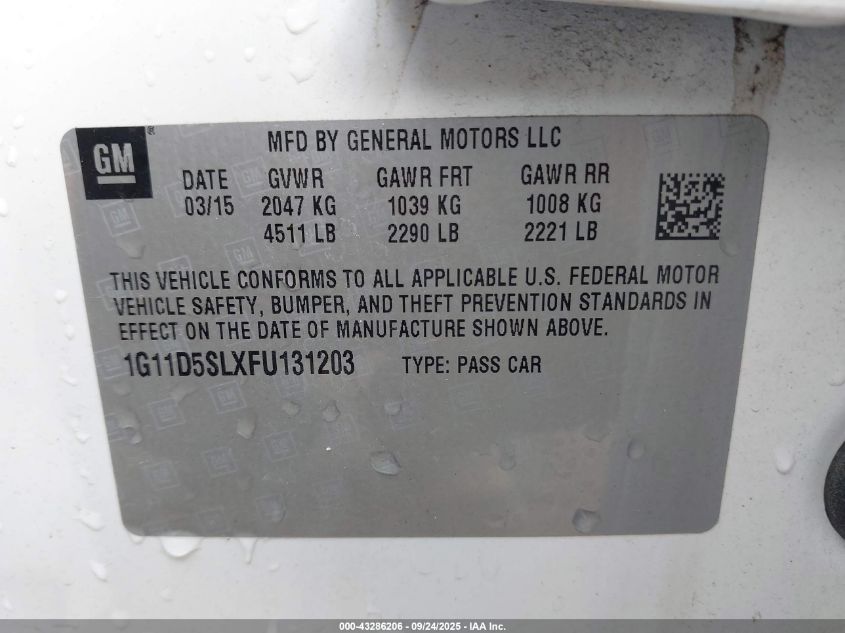 GM
MFD BY GENERAL MOTORS LLC
DATE GVWR GAWR FRT GAWR RR
03/15 2047 KG 1039 KG 1008 KG
4511 LB 2290 LB 2221 LB
THIS VEHICLE CONFORMS TO ALL APPLICABLE U.S. FEDERAL MOTOR
VEHICLE SAFETY, BUMPER, AND THEFT PREVENTION STANDARDS IN
EFFECT ON THE DATE OF MANUFACTURE SHOWN ABOVE.
1G11D5SLXFU131203 TYPE: PASS CAR
000-43286206 - 09/24/2025 - IAA Inc.